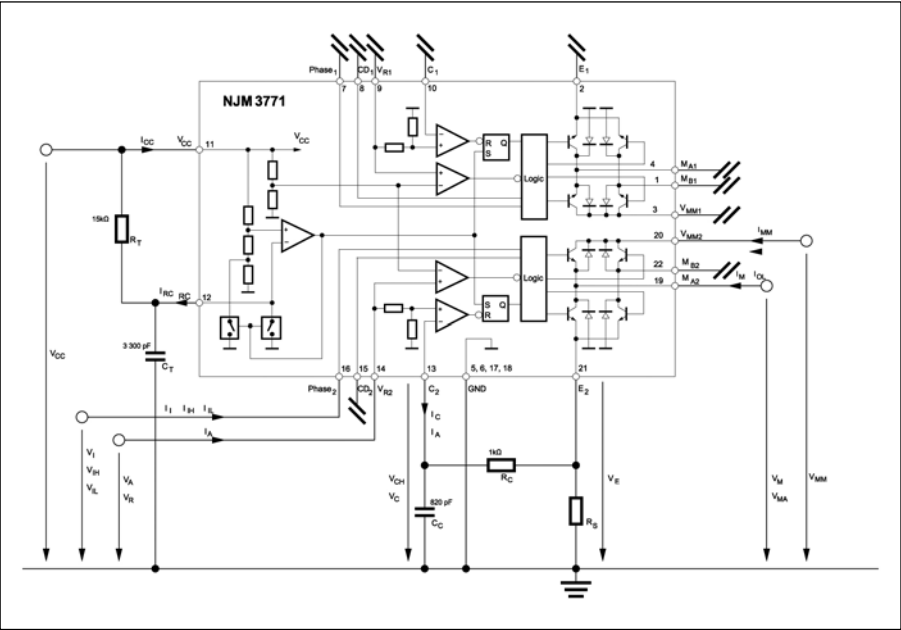 Phase1 CD1 VR1 C1 E1
7 8 9 10 2
NJM 3771
ICC VCC 11 VCC
R Q
S
Logic
4 MA1
1 MB1
3 VMM1
15kΩ
RT
20 VMM2 IMM
22 MB2
19 MA2 IM IOL
Logic
IRC RC 12
S Q
R
3 300 pF
CT
VCC
16 15 14 13 5, 6, 17, 18 21
Phase2 CD2 VR2 C2 GND E2
II IIH IIL
IA
IC
IA
1kΩ
RC
VI
VIH
VIL
VA
VR
VCH
VC
820 pF
CC
RS
VE
VM
VMA
VMM